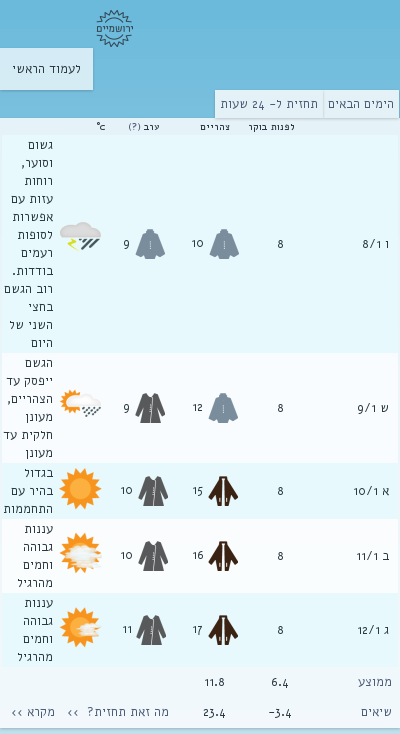 ירושמיים
לעמוד הראשי
הימים הבאים
תחזית ל- 24 שעות
לפנות בוקר צהריים ערב (?) °c
ו 8/1 8 10 9
גשום
וסוער,
רוחות
עזות עם
אפשרות
לסופות
רעמים
בודדות.
רוב הגשם
בחצי
השני של
היום
ש 9/1 8 12 9
הגשם
ייפסק עד
הצהריים,
מעונן
חלקית עד
מעונן
א 10/1 8 15 10
בגדול
בהיר עם
התחממות
ב 11/1 8 16 10
עננות
גבוהה
וחמים
מהרגיל
ג 12/1 8 17 11
עננות
גבוהה
וחמים
מהרגיל
ממוצע 6.4 11.8
שיאים -3.4 23.4 מה זאת תחזית? >> מקרא >>